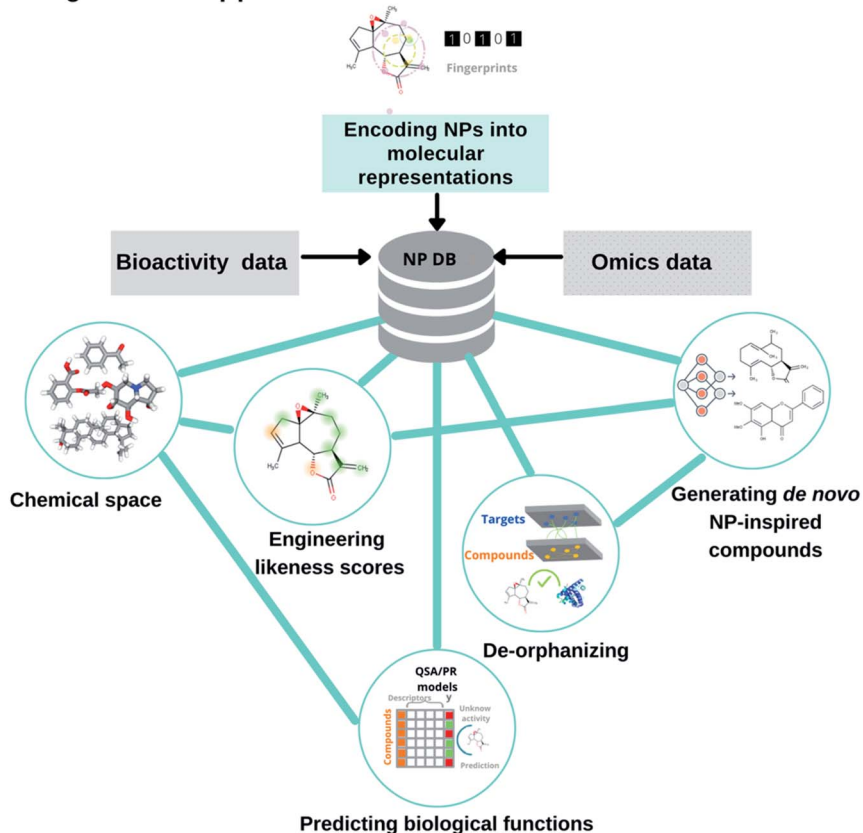 1 0 1 0 1
Fingerprints
Encoding NPs into
molecular
representations
Bioactivity data
NP DB
Omics data
Chemical space
Engineering
likeness scores
Targets
Compounds
De-orphanizing
Generating de novo
NP-inspired
compounds
QSA/PR
models
Descriptors
y
Compounds
Unknow
activity
Prediction
Predicting biological functions